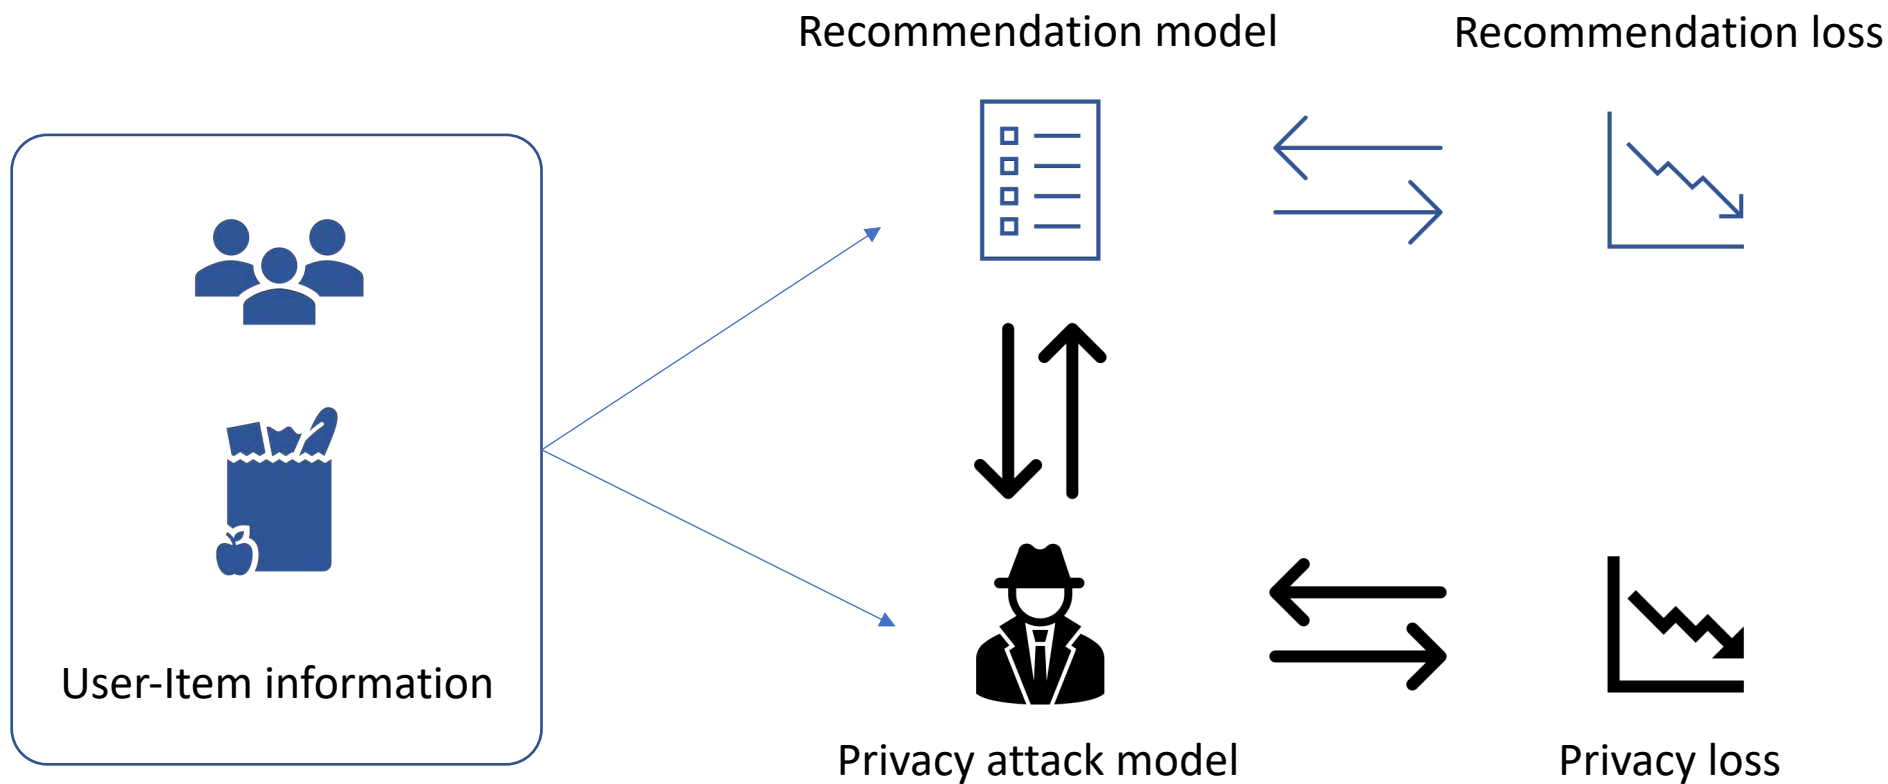 Recommendation model
Recommendation loss
User-Item information
Privacy attack model
Privacy loss